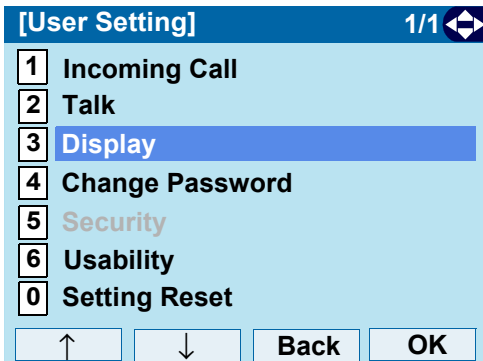 [User Setting] 1/1
1 Incoming Call
2 Talk
3 Display
4 Change Password
5 Security
6 Usability
0 Setting Reset
↑ ↓ Back OK